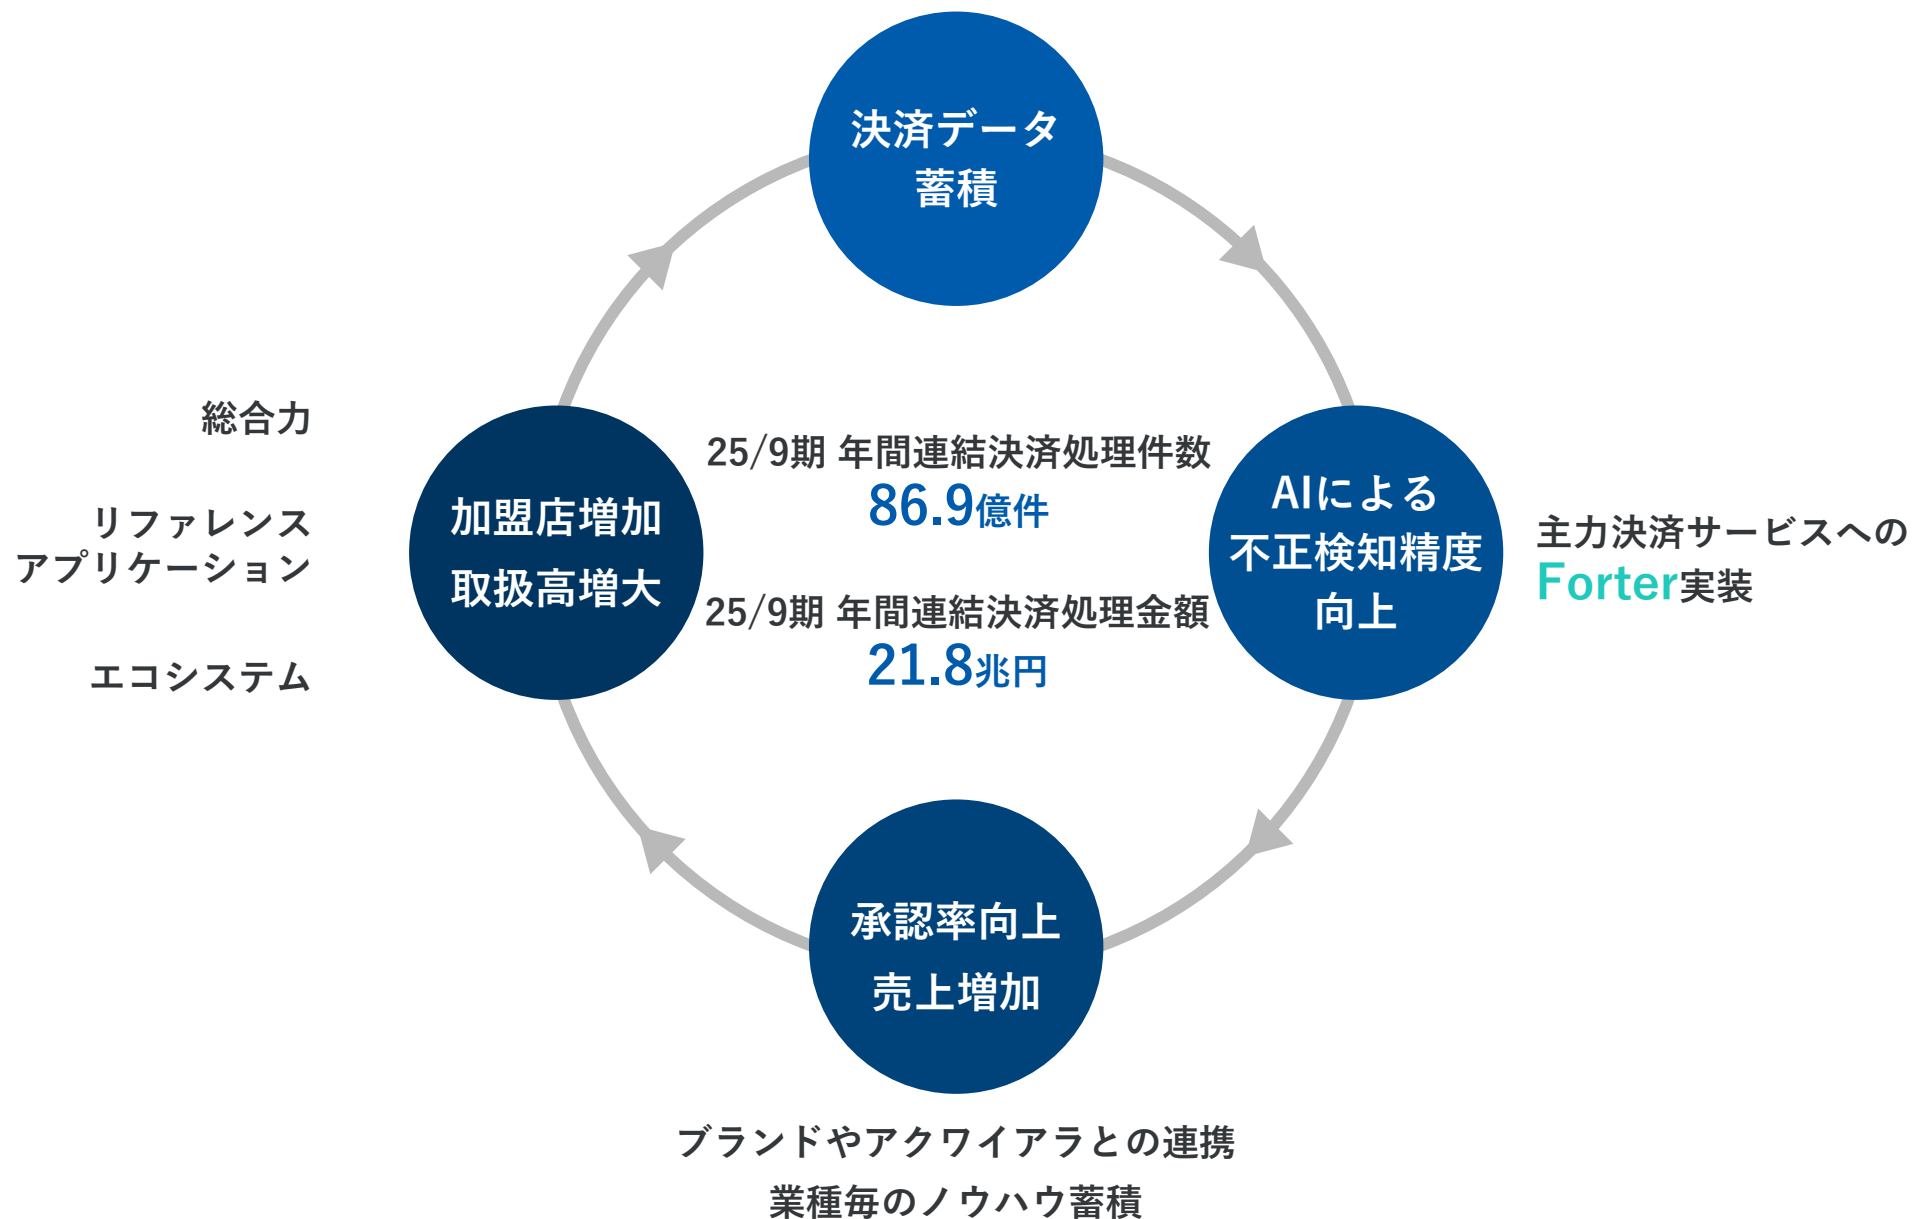 決済データ
蓄積
総合力
リファレンス
アプリケーション
エコシステム
加盟店増加
取扱高増大
25/9期 年間連結決済処理件数
86.9億件
25/9期 年間連結決済処理金額
21.8兆円
AIによる
不正検知精度
向上
主力決済サービスへの
Forter実装
承認率向上
売上増加
ブランドやアクワイアラとの連携
業種毎のノウハウ蓄積